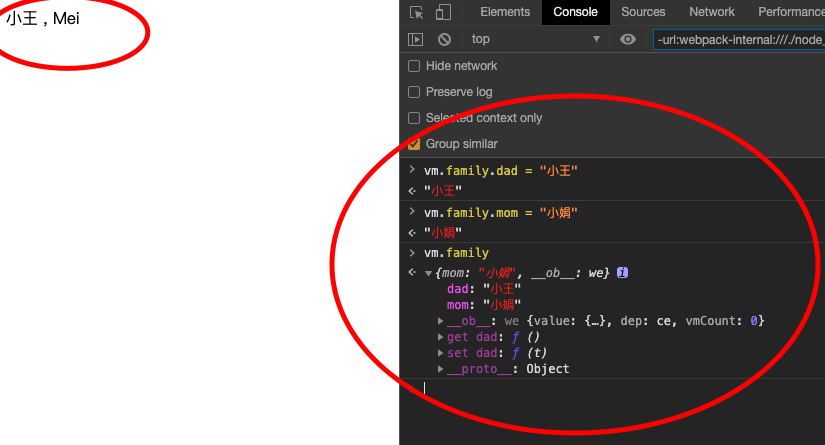 小王 , Mei
Elements Console Sources Network Performance
top -url:webpack-internal:///./node_
Hide network
Preserve log
Selected context only
Group similar
vm.family.dad = "小王"
"小王"
vm.family.mom = "小娟"
"小娟"
vm.family
{mom: "小娟", __ob__: we} i
dad: "小王"
mom: "小娟"
__ob__: we {value: {…}, dep: ce, vmCount: 0}
get dad: ƒ ()
set dad: ƒ (t)
__proto__: Object